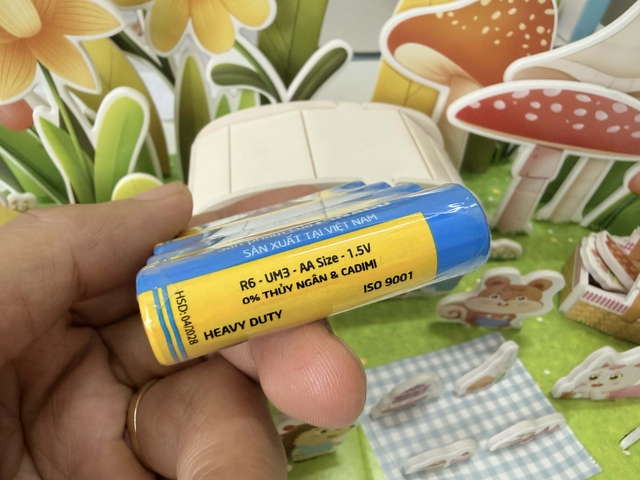 SẢN XUẤT TẠI VIỆT NAM
R6 - UM3 - AA Size - 1.5V
0% THỦY NGÂN & CADIMI
ISO 9001
HEAVY DUTY
HSD: 04/2028